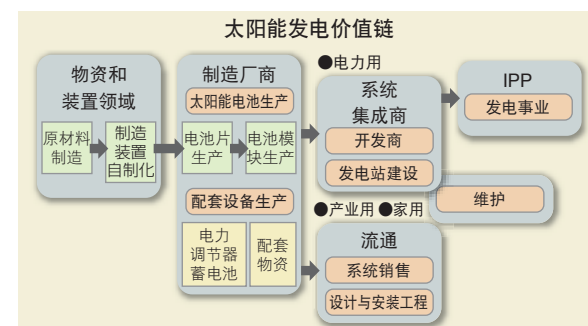 太阳能发电价值链
物资和
装置领域
原材料
制造
制造
装置
自制化
制造厂商
太阳能电池生产
电池片
生产
电池模
块生产
配套设备生产
电力
调节器
蓄电池
配套
物资
●电力用
系统
集成商
开发商
发电站建设
IPP
发电事业
维护
●产业用 ●家用
流通
系统销售
设计与安装工程